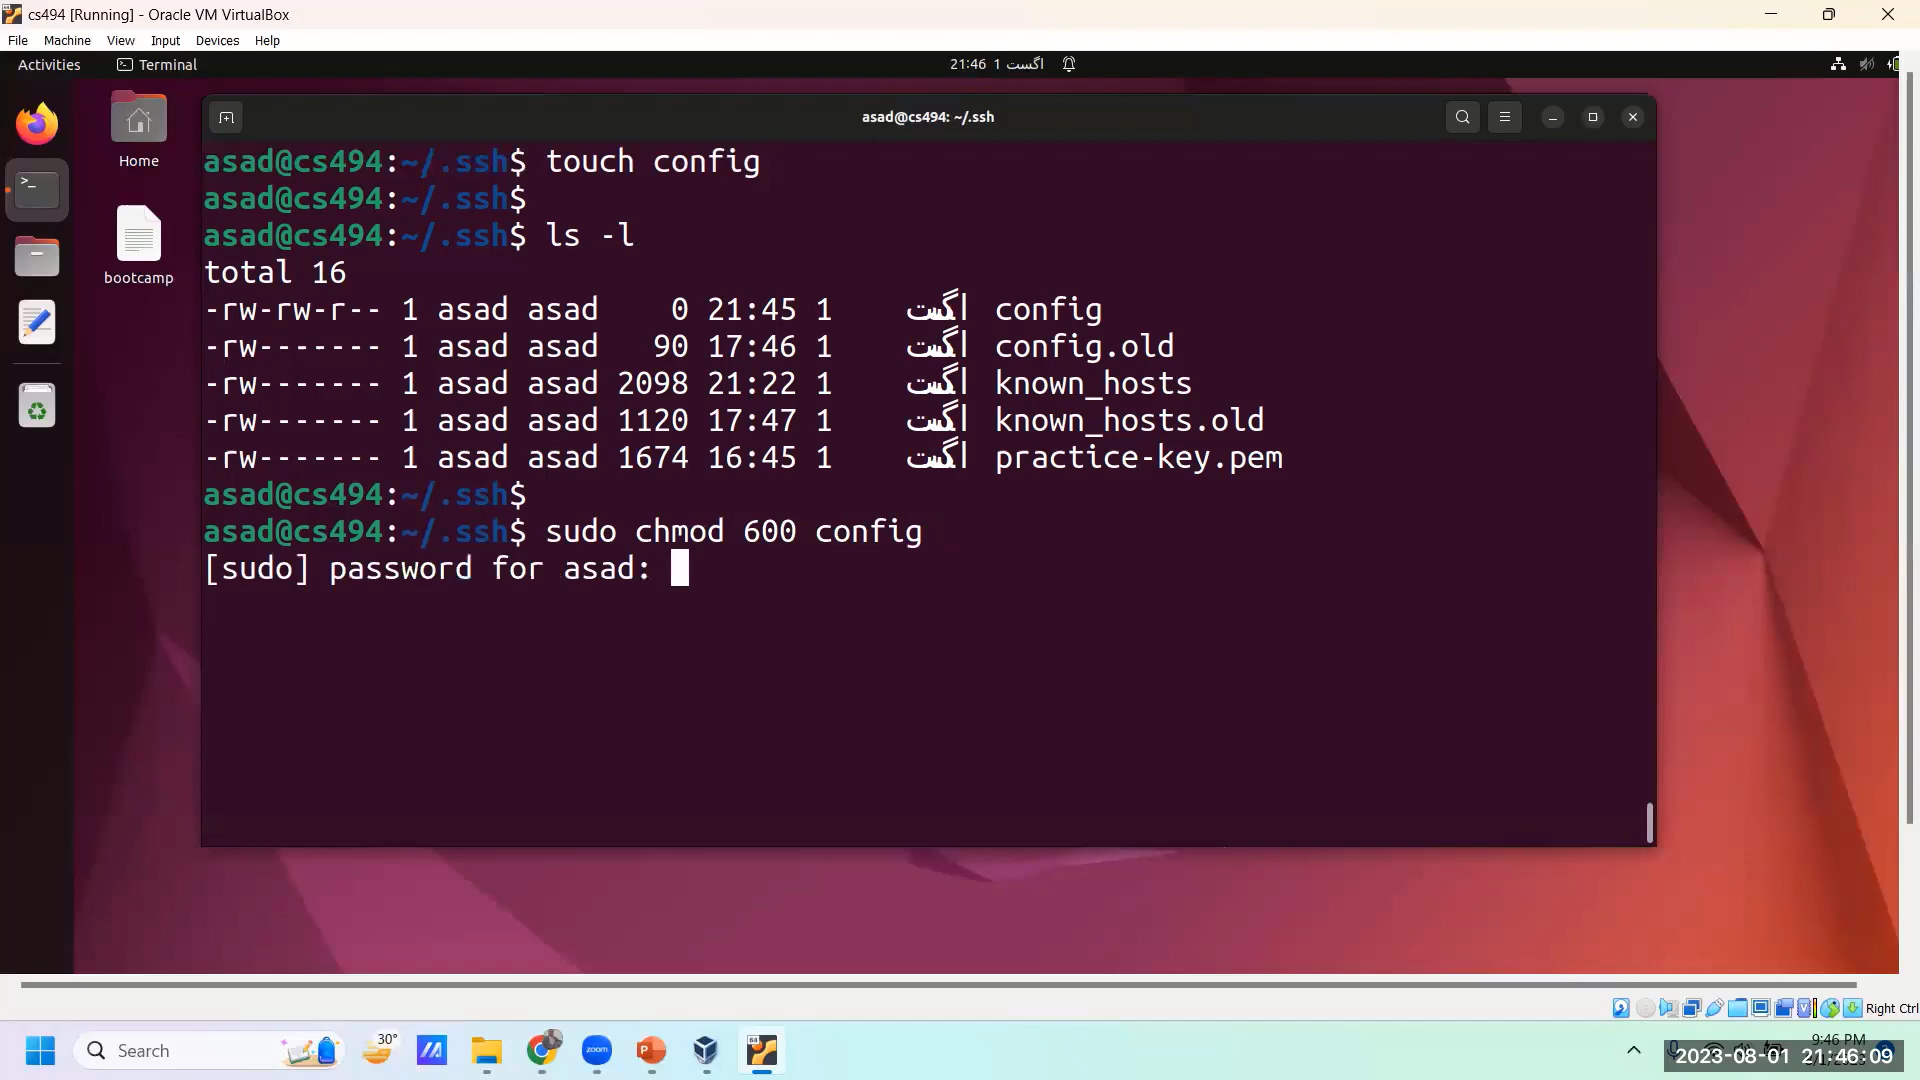 cs494 [Running] - Oracle VM VirtualBox
File Machine View Input Devices Help
Activities Terminal 21:46 1 اگست
Home
bootcamp
asad@cs494: ~/.ssh
asad@cs494:~/.ssh$ touch config
asad@cs494:~/.ssh$
asad@cs494:~/.ssh$ ls -l
total 16
-rw-rw-r-- 1 asad asad 0 21:45 1 اگست config
-rw------- 1 asad asad 90 17:46 1 اگست config.old
-rw------- 1 asad asad 2098 21:22 1 اگست known_hosts
-rw------- 1 asad asad 1120 17:47 1 اگست known_hosts.old
-rw------- 1 asad asad 1674 16:45 1 اگست practice-key.pem
asad@cs494:~/.ssh$
asad@cs494:~/.ssh$ sudo chmod 600 config
[sudo] password for asad:
Right Ctrl
Search
30°
zoom
64
9:46 PM
2023-08-01 21:46:09